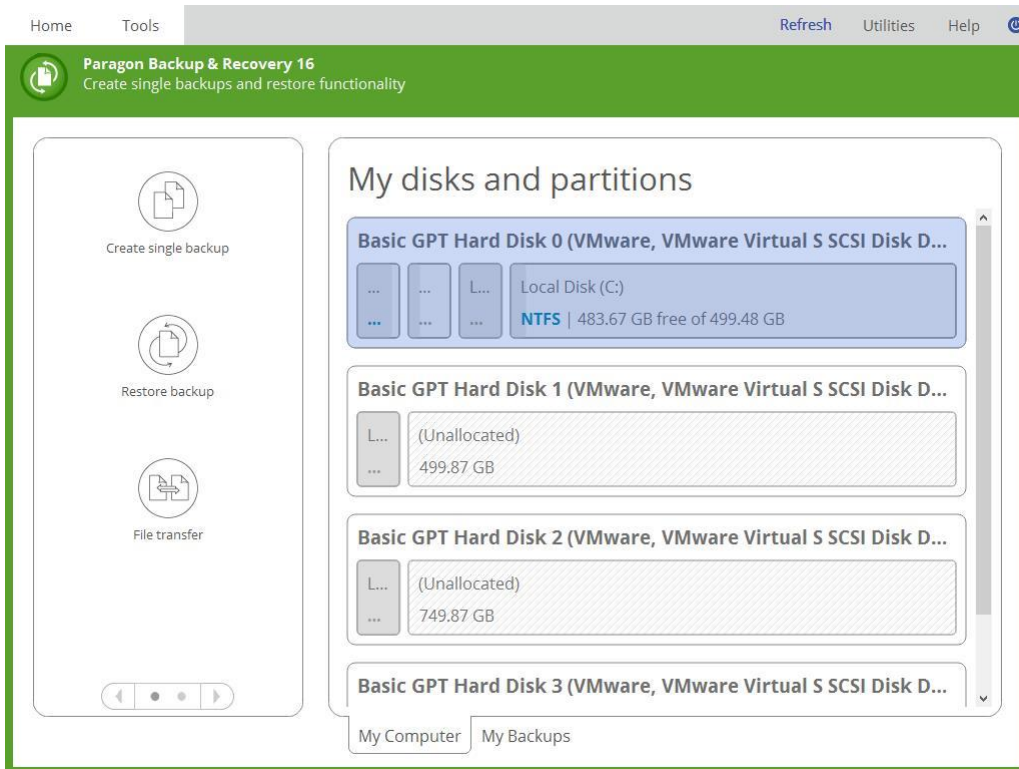 Home Tools Refresh Utilities Help
Paragon Backup & Recovery 16
Create single backups and restore functionality
Create single backup
Restore backup
File transfer
My disks and partitions
Basic GPT Hard Disk 0 (VMware, VMware Virtual S SCSI Disk D...
... ... L... Local Disk (C:)
... ... ... NTFS | 483.67 GB free of 499.48 GB
Basic GPT Hard Disk 1 (VMware, VMware Virtual S SCSI Disk D...
L... (Unallocated)
... 499.87 GB
Basic GPT Hard Disk 2 (VMware, VMware Virtual S SCSI Disk D...
L... (Unallocated)
... 749.87 GB
Basic GPT Hard Disk 3 (VMware, VMware Virtual S SCSI Disk D...
My Computer My Backups